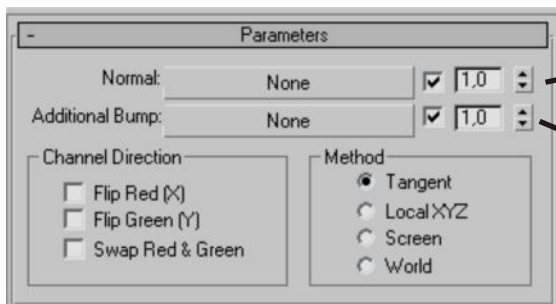 - Parameters
Normal: None 1,0
Additional Bump: None 1,0
Channel Direction
Flip Red (X)
Flip Green (Y)
Swap Red & Green
Method
Tangent
Local XYZ
Screen
World